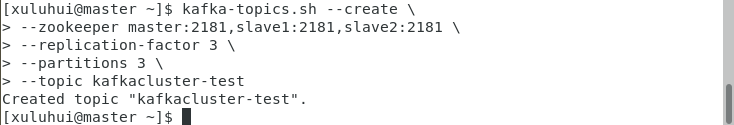 [xuluhui@master ~]$ kafka-topics.sh --create \
> --zookeeper master:2181,slave1:2181,slave2:2181 \
> --replication-factor 3 \
> --partitions 3 \
> --topic kafkacluster-test
Created topic "kafkacluster-test".
[xuluhui@master ~]$